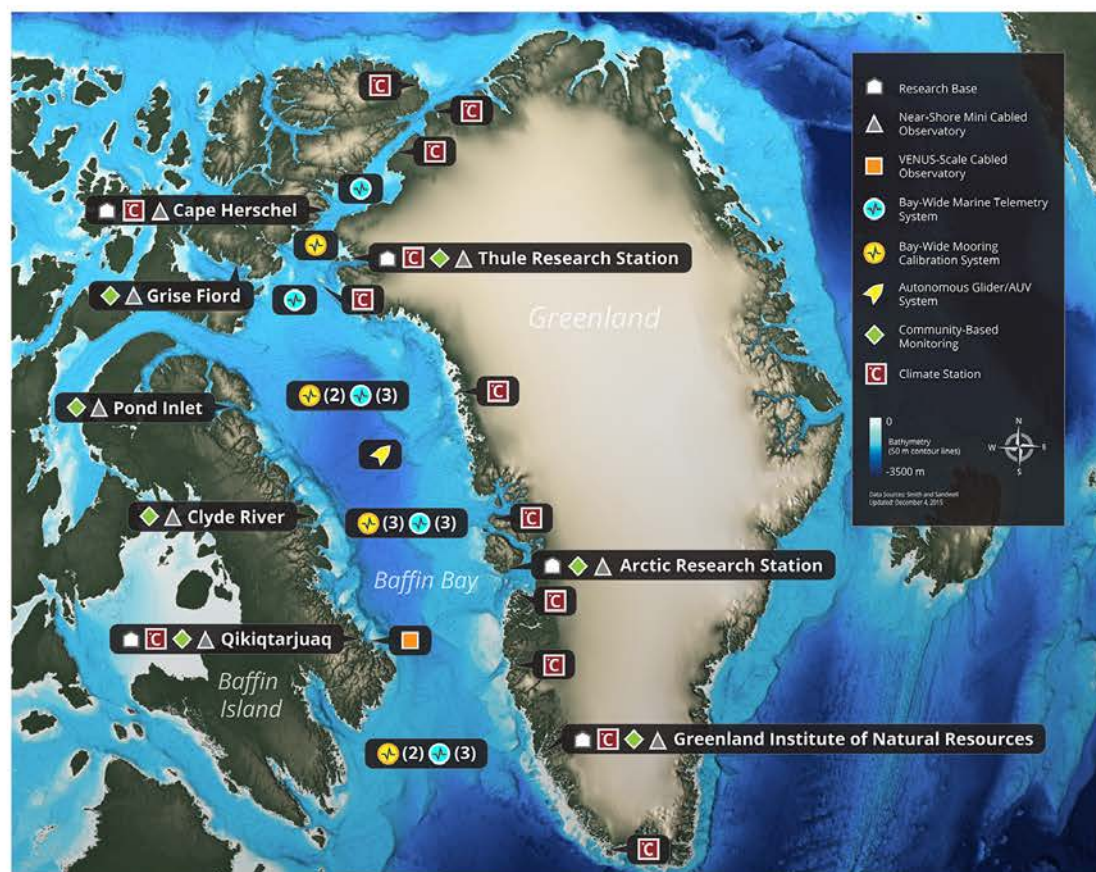 Research Base
Near-Shore Mini Cabled
Observatory
VENUS-Scale Cabled
Observatory
Bay-Wide Marine Telemetry
System
Bay-Wide Mooring
Calibration System
Autonomous Glider/AUV
System
Community-Based
Monitoring
°C Climate Station
0
Bathymetry
(50 m contour lines)
-3500 m
N
W E
S
Data Sources: Smith and Sandwell
Updated: December 4, 2015
°C
°C
°C
°C Cape Herschel
°C Thule Research Station
Grise Fiord
°C
Greenland
°C
(2) (3)
Pond Inlet
Clyde River
(3) (3)
°C
Arctic Research Station
Baffin Bay
°C
°C Qikiqtarjuaq
°C
Baffin
Island
°C Greenland Institute of Natural Resources
(2) (3)
°C